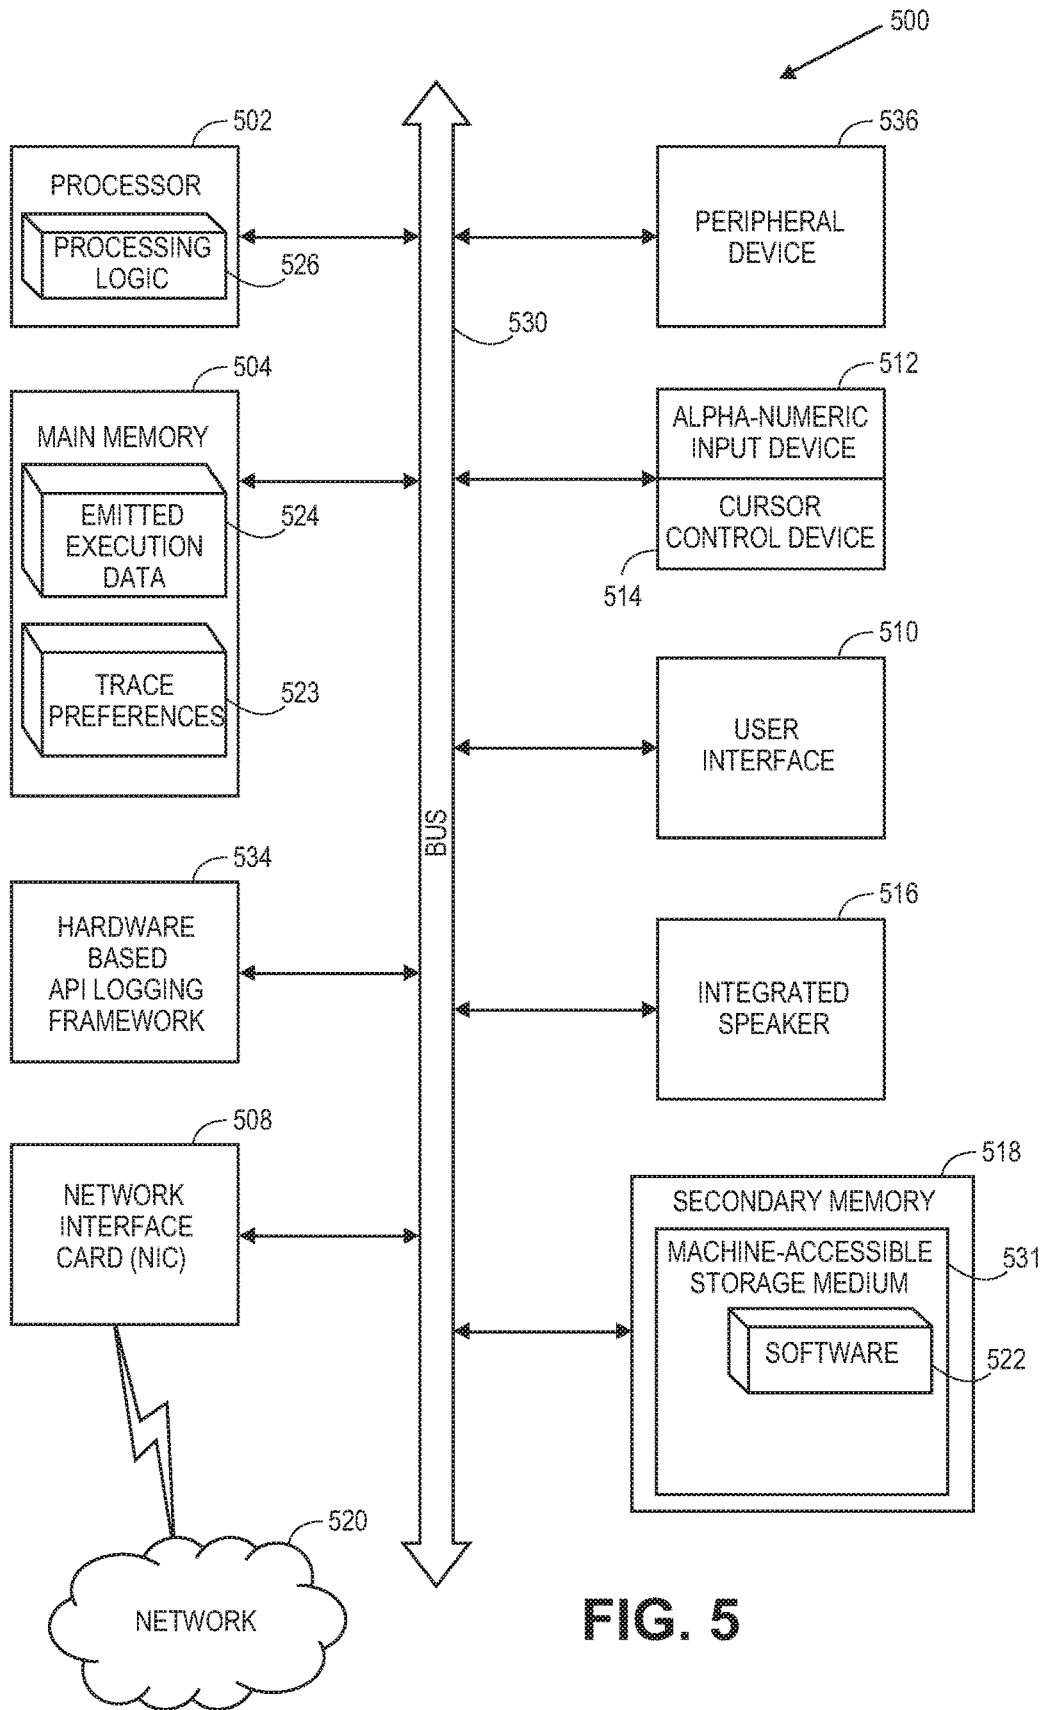 500
502
PROCESSOR
PROCESSING
LOGIC
526
504
MAIN MEMORY
EMITTED
EXECUTION
DATA
524
TRACE
PREFERENCES
523
534
HARDWARE
BASED
API LOGGING
FRAMEWORK
508
NETWORK
INTERFACE
CARD (NIC)
520
NETWORK
BUS
530
536
PERIPHERAL
DEVICE
512
ALPHA-NUMERIC
INPUT DEVICE
CURSOR
CONTROL DEVICE
514
510
USER
INTERFACE
516
INTEGRATED
SPEAKER
518
SECONDARY MEMORY
MACHINE-ACCESSIBLE
STORAGE MEDIUM
531
SOFTWARE
522
FIG. 5